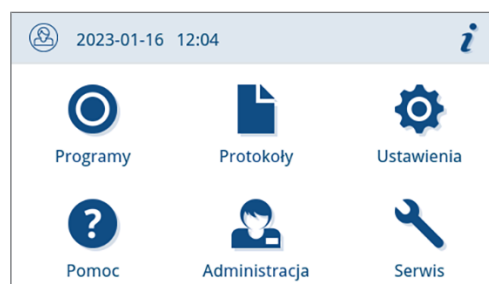 2023-01-16 12:04 i
Programy Protokoły Ustawienia
? 
Pomoc Administracja Serwis